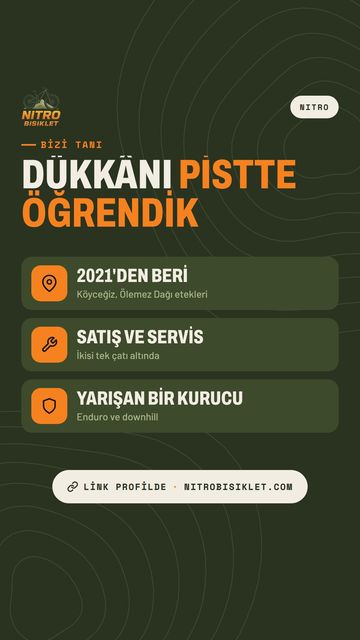 NITRO
BISIKLET
NITRO
BİZİ TANI
DÜKKÂNI PİSTTE
ÖĞRENDİK
2021'DEN BERİ
Köyceğiz, Ölemez Dağı etekleri
SATIŞ VE SERVİS
İkisi tek çatı altında
YARIŞAN BİR KURUCU
Enduro ve downhill
LİNK PROFİLDE · NITROBISIKLET.COM